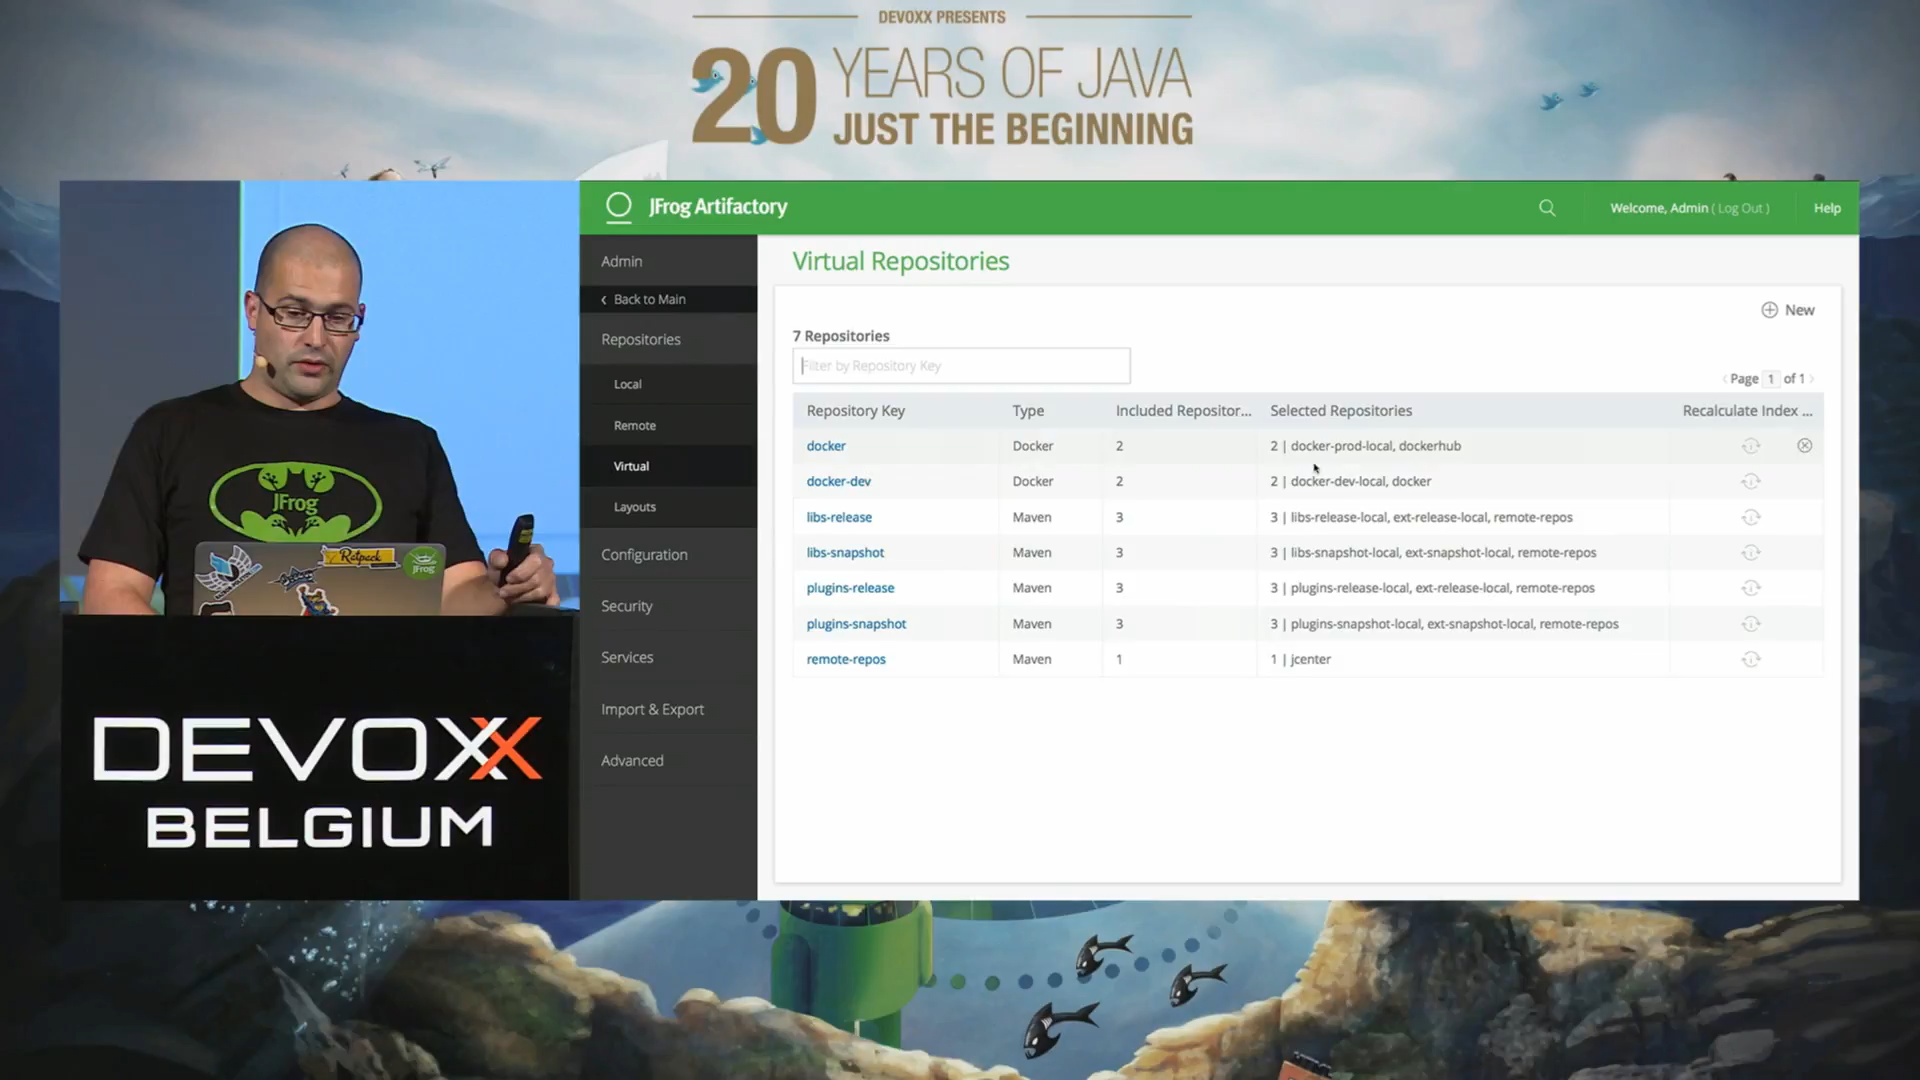 DEVOXX PRESENTS
20 YEARS OF JAVA
JUST THE BEGINNING
JFrog Artifactory
Welcome, Admin ( Log Out )
Help
Admin
Back to Main
Repositories
Local
Remote
Virtual
Layouts
Configuration
Security
Services
Import & Export
Advanced
Virtual Repositories
New
7 Repositories
Filter by Repository Key
Page 1 of 1
Repository Key Type Included Repositor... Selected Repositories Recalculate Index ...
docker Docker 2 2 | docker-prod-local, dockerhub
docker-dev Docker 2 2 | docker-dev-local, docker
libs-release Maven 3 3 | libs-release-local, ext-release-local, remote-repos
libs-snapshot Maven 3 3 | libs-snapshot-local, ext-snapshot-local, remote-repos
plugins-release Maven 3 3 | plugins-release-local, ext-release-local, remote-repos
plugins-snapshot Maven 3 3 | plugins-snapshot-local, ext-snapshot-local, remote-repos
remote-repos Maven 1 1 | jcenter
JFrog
Ratpack
JFrog
DEVOXX
BELGIUM